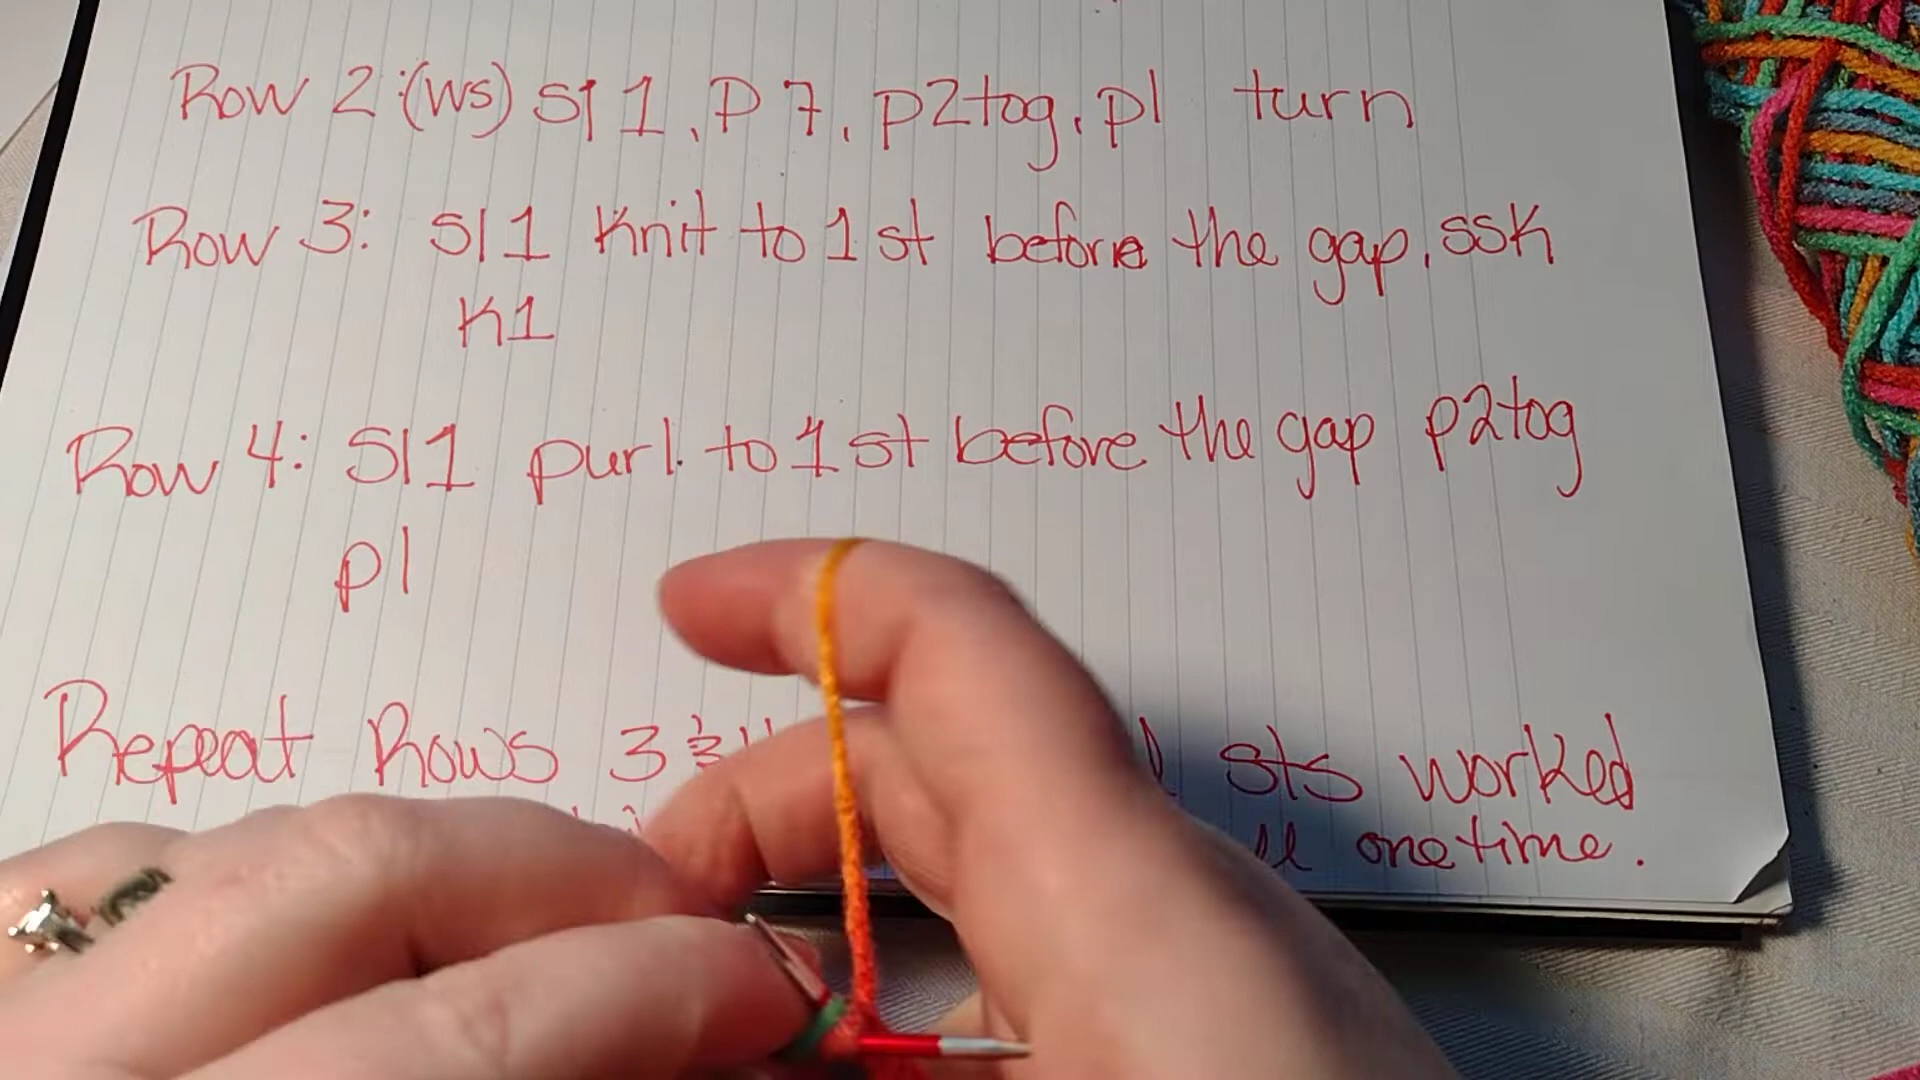 Row 2:(ws) sl 1, P 7, p2tog, p1 turn
Row 3: sl 1 Knit to 1 st before the gap, ssK
K1
Row 4: Sl 1 purl to 1 st before the gap p2tog
p1
Repeat Rows 3 sts worked
one time.